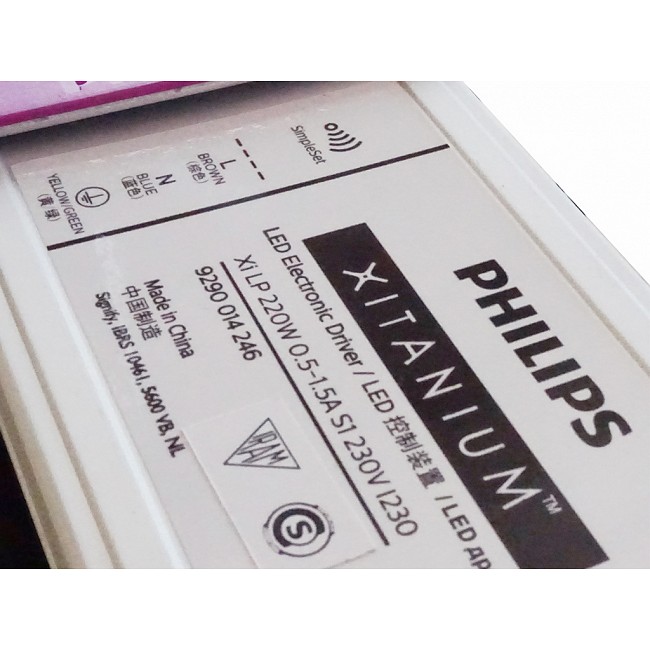 PHILIPS
XITANIUM™
LED Electronic Driver / LED 控制装置 / LED AP
Xi LP 220W 0.5-1.5A S1 230V I230
9290 014 246
Made in China
中国制造
Signify, IBRS 10461, 5600 VB, NL
IRAM
S
SimpleSet
L
BROWN
(棕色)
N
BLUE
(蓝色)
YELLOW/GREEN
(黄 绿)